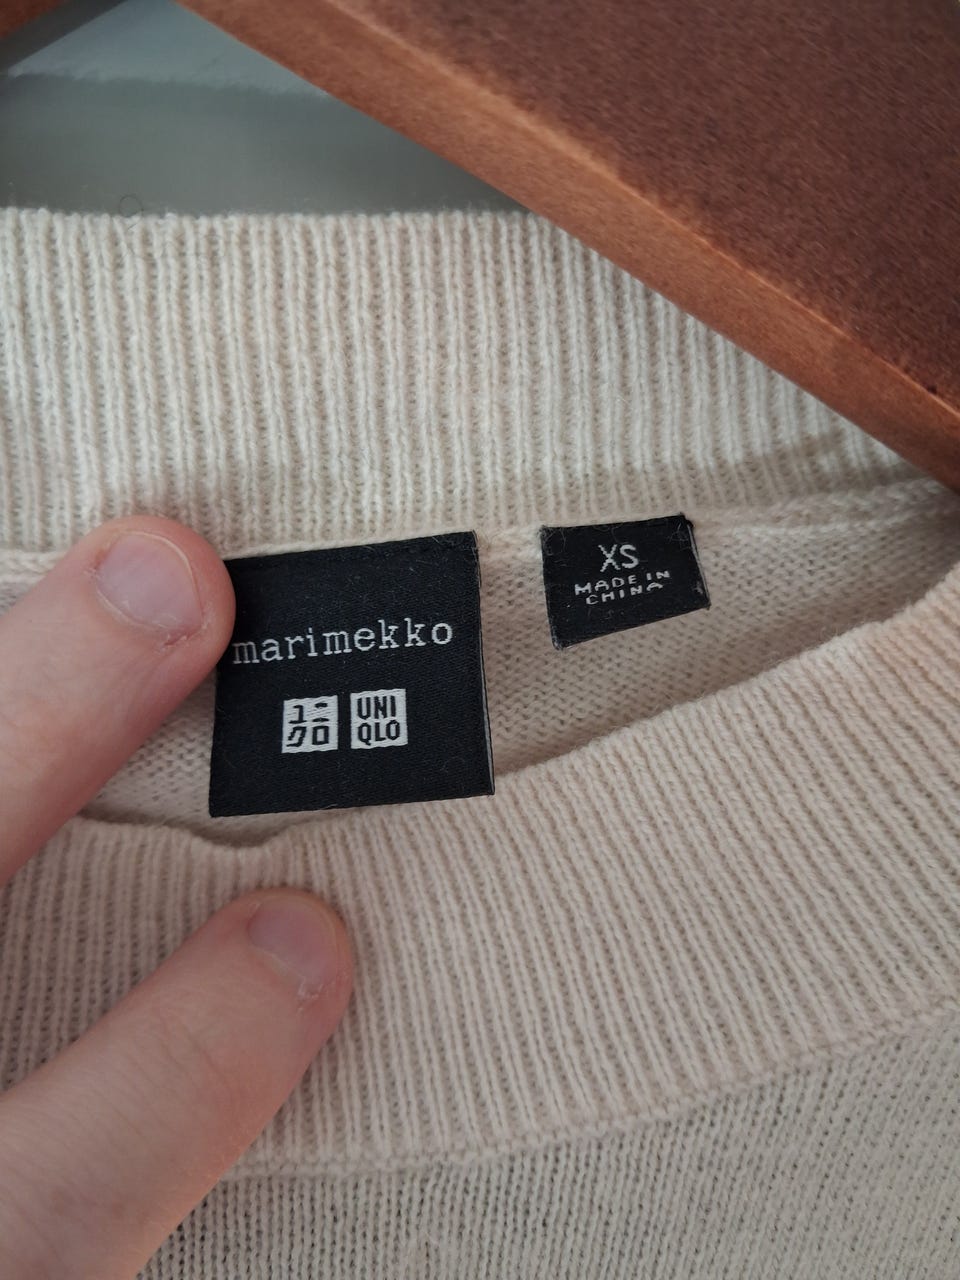 marimekko
ユニ
クロ
UNI
QLO
XS
MADE IN
CHINA